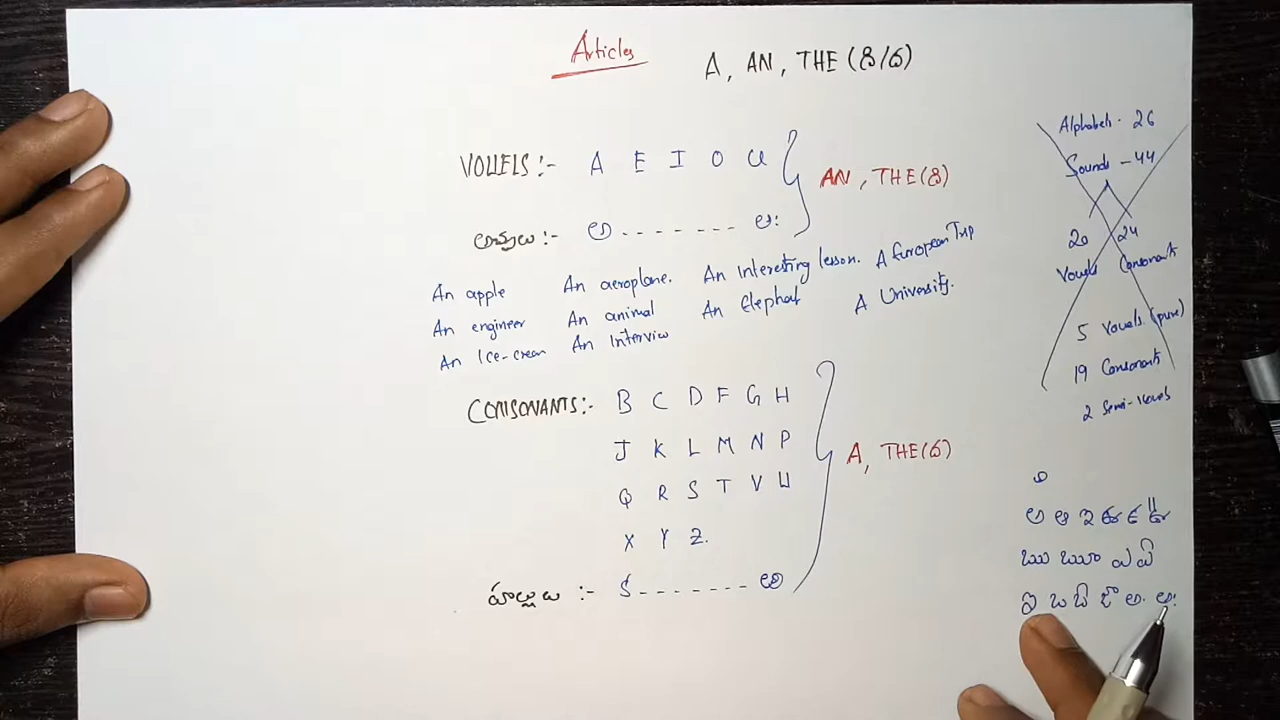 Articles A, AN, THE (ది/ద)
VOWELS :- A E I O U
AN, THE(ది)
అచ్చులు :- అ - - - - - - - అః
An apple An aeroplane. An Interesting lesson. A European Trip
An engineer An animal An Elephat A University.
An Ice-cream An Interview
CONSONANTS :- B C D F G H
J K L M N P
A, THE(ద)
Q R S T V W
X Y Z.
హల్లులు :- క - - - - - - - ఱ
Alphabets - 26
Sounds - 44
20 24
Vowels Consonants
5 Vowels (pure)
19 Consonants
2 Semi-vowels
అ ఆ ఇ ఈ ఉ ఊ
ఋ ౠ ఎ ఏ
ఐ ఒ ఓ ఔ అం అః